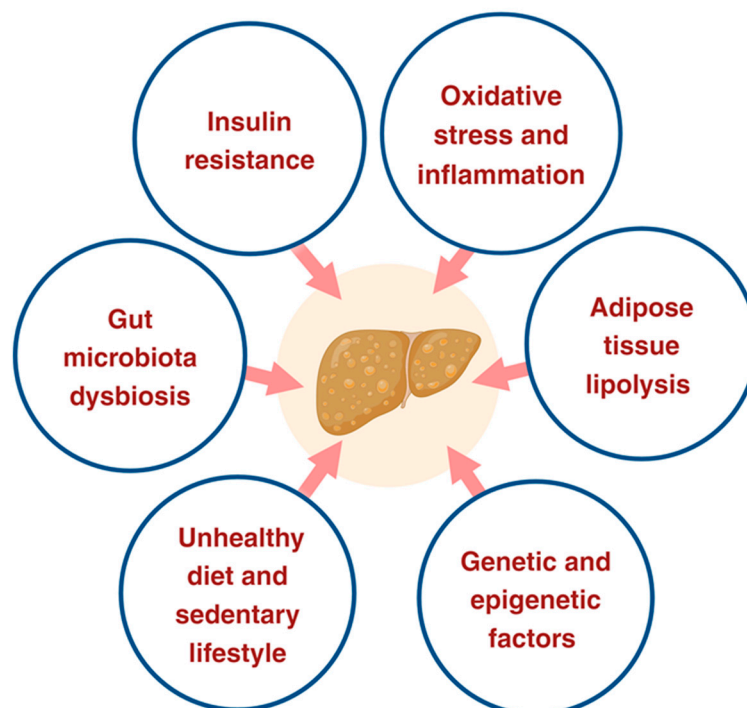 Insulin
resistance
Oxidative
stress and
inflammation
Gut
microbiota
dysbiosis
Adipose
tissue
lipolysis
Unhealthy
diet and
sedentary
lifestyle
Genetic and
epigenetic
factors